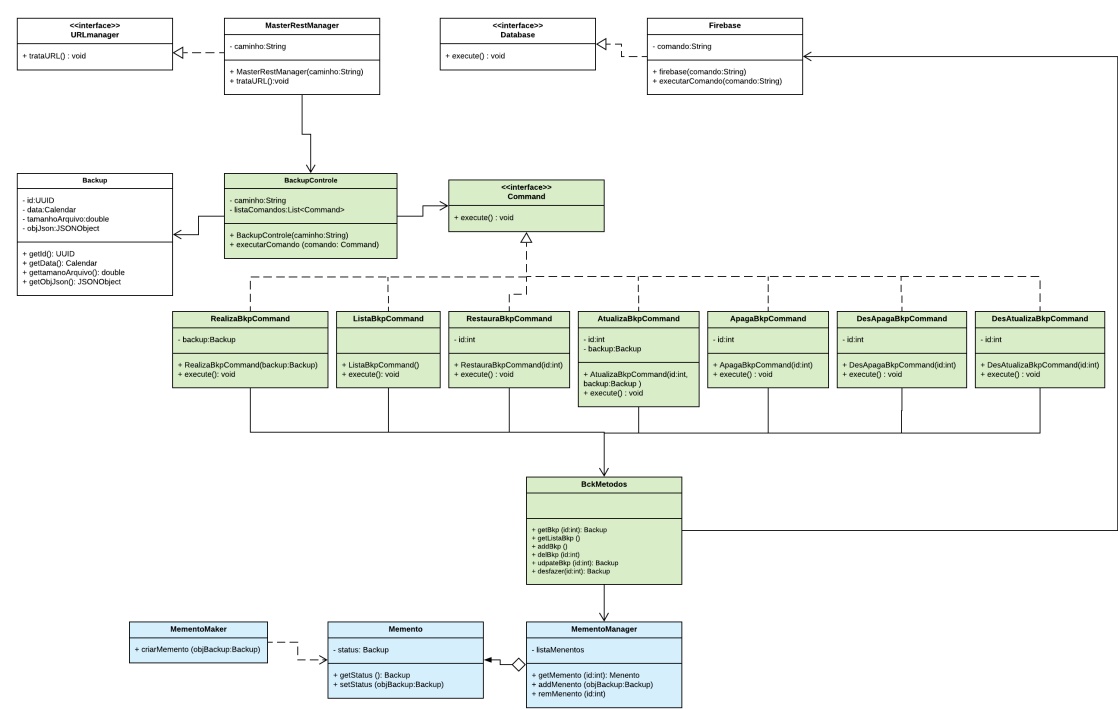 <<interface>>
URLmanager
+ trataURL() : void
MasterRestManager
- caminho:String
+ MasterRestManager(caminho:String)
+ trataURL():void
<<interface>>
Database
+ execute() : void
Firebase
- comando:String
+ firebase(comando:String)
+ executarComando(comando:String)
Backup
- id:UUID
- data:Calendar
- tamanhoArquivo:double
- objJson:JSONObject
+ getId(): UUID
+ getData(): Calendar
+ gettamanoArquivo(): double
+ getObjJson(): JSONObject
BackupControle
- caminho:String
- listaComandos:List<Command>
+ BackupControle(caminho:String)
+ executarComando (comando: Command)
<<interface>>
Command
+ execute() : void
RealizaBkpCommand
- backup:Backup
+ RealizaBkpCommand(backup:Backup)
+ execute(): void
ListaBkpCommand
+ ListaBkpCommand()
+ execute(): void
RestauraBkpCommand
- id:int
+ RestauraBkpCommand(id:int)
+ execute(): void
AtualizaBkpCommand
- id:int
- backup:Backup
+ AtualizaBkpCommand(id:int,
backup:Backup )
+ execute() : void
ApagaBkpCommand
- id:int
+ ApagaBkpCommand(id:int)
+ execute() : void
DesApagaBkpCommand
- id:int
+ DesApagaBkpCommand(id:int)
+ execute() : void
DesAtualizaBkpCommand
- id:int
+ DesAtualizaBkpCommand(id:int)
+ execute() : void
BckMetodos
+ getBkp (id:int): Backup
+ getListaBkp ()
+ addBkp ()
+ delBkp (id:int)
+ udpateBkp (id:int): Backup
+ desfazer(id:int): Backup
MementoMaker
+ criarMemento (objBackup:Backup)
Memento
- status: Backup
+ getStatus (): Backup
+ setStatus (objBackup:Backup)
MementoManager
- listaMenentos
+ getMemento (id:int): Menento
+ addMenento (objBackup:Backup)
+ remMenento (id:int)